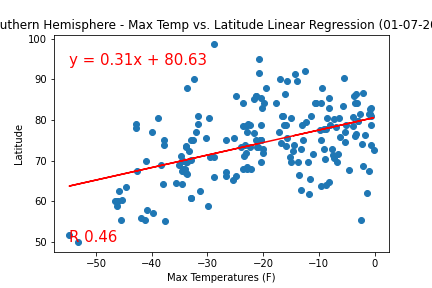 uthern Hemisphere - Max Temp vs. Latitude Linear Regression (01-07-20
y = 0.31x + 80.63
R 0.46
100
90
80
70
60
50
Latitude
−50
−40
−30
−20
−10
0
Max Temperatures (F)